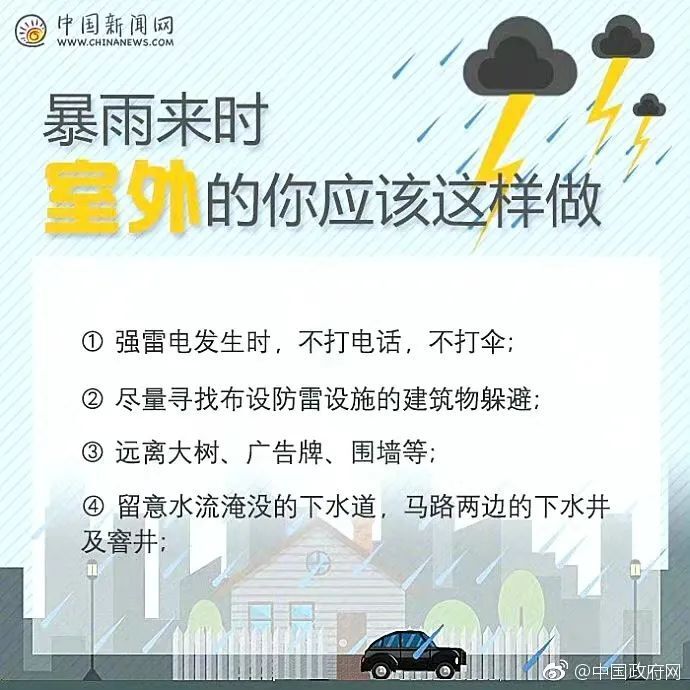 中国新闻网
WWW.CHINANEWS.COM
暴雨来时
室外的你应该这样做
① 强雷电发生时，不打电话，不打伞；
② 尽量寻找布设防雷设施的建筑物躲避；
③ 远离大树、广告牌、围墙等；
④ 留意水流淹没的下水道，马路两边的下水井
及窨井；
@中国政府网